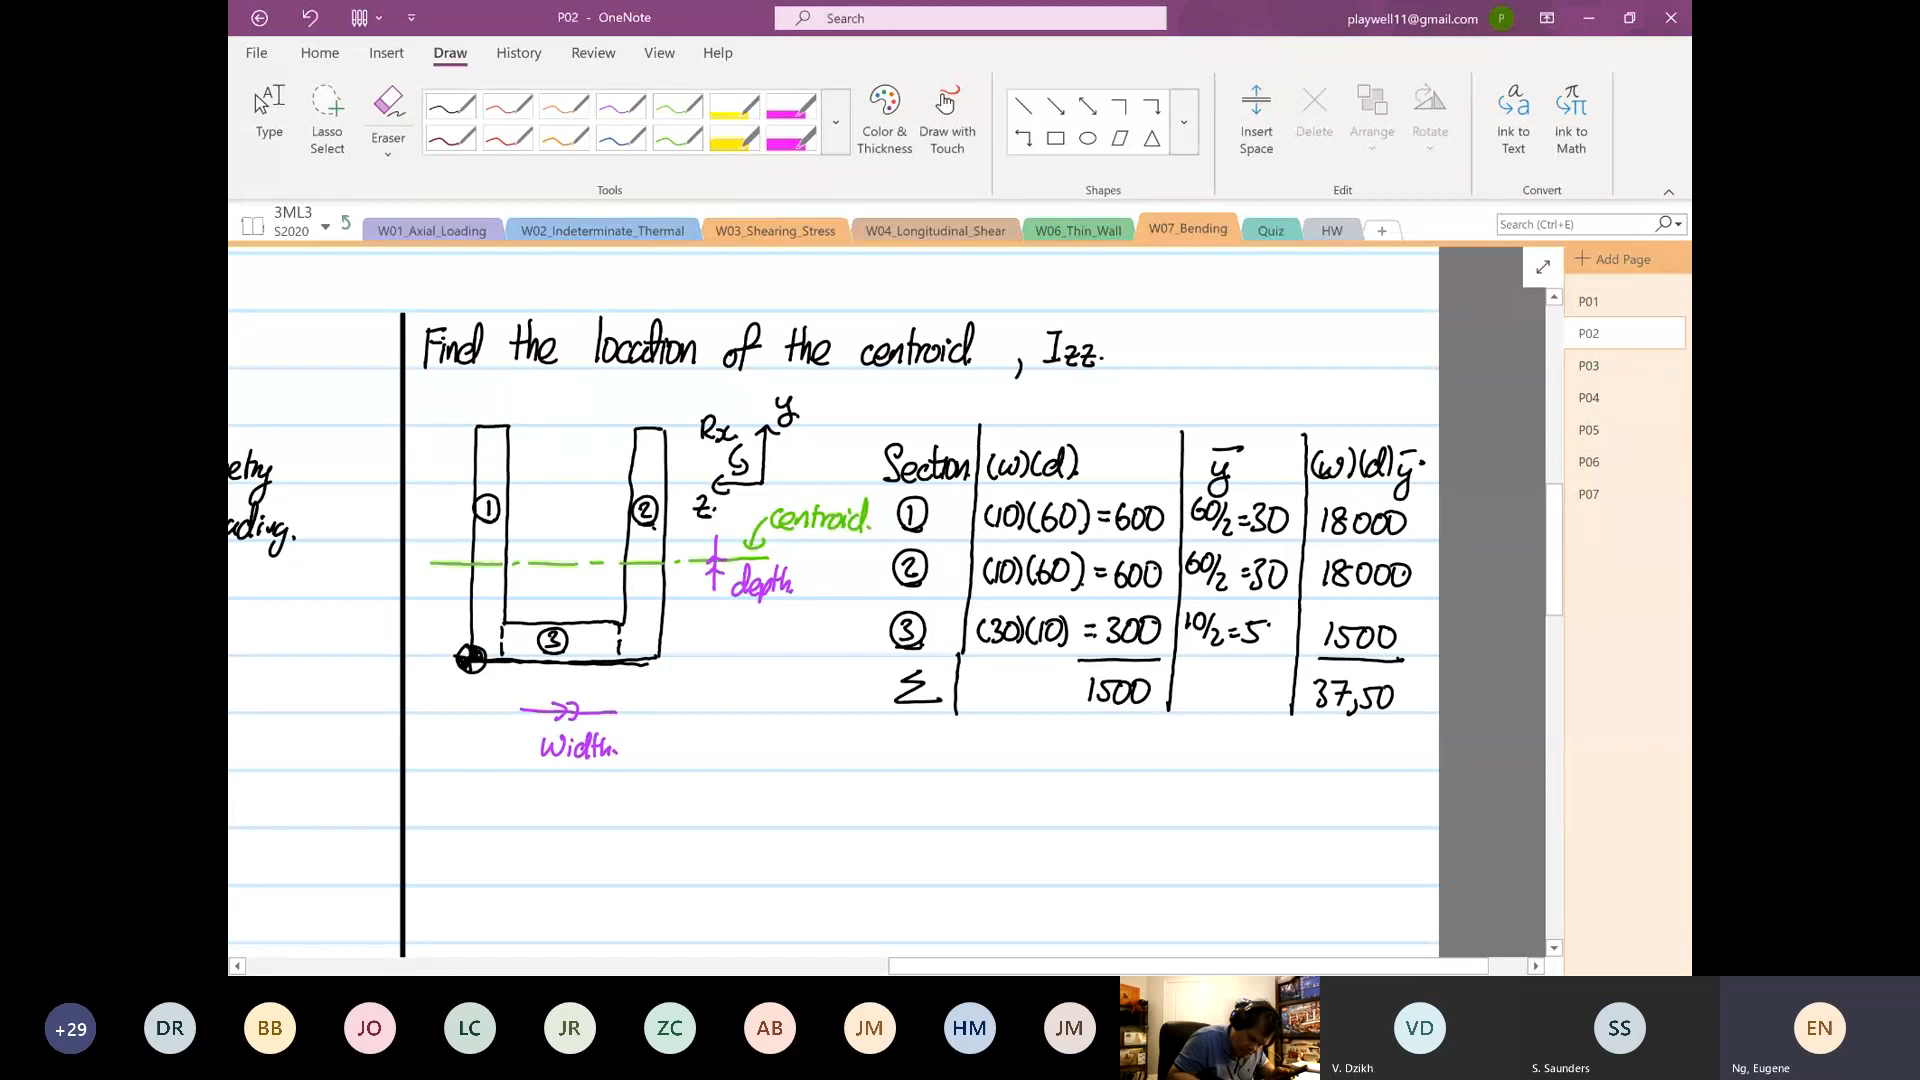 P02 - OneNote
Search
playwell11@gmail.com
P
File Home Insert Draw History Review View Help
Type
Lasso Select
Eraser
Color & Thickness
Draw with Touch
Insert Space
Delete
Arrange
Rotate
Ink to Text
Ink to Math
Tools
Shapes
Edit
Convert
3ML3 S2020
W01_Axial_Loading
W02_Indeterminate_Thermal
W03_Shearing_Stress
W04_Longitudinal_Shear
W06_Thin_Wall
W07_Bending
Quiz
HW
Search (Ctrl+E)
Add Page
P01
P02
P03
P04
P05
P06
P07
etry
ading.
Find the location of the centroid, Izz.
Rx
y
z.
① ②
③
centroid.
depth.
Width.
Section (w)(d). ȳ (w)(d)ȳ.
① (10)(60) = 600 60/2 = 30 18000
② (10)(60) = 600 60/2 = 30 18000
③ (30)(10) = 300 10/2 = 5. 1500
Σ 1500 37,50
+29 DR BB JO LC JR ZC AB JM HM JM VD SS EN
V. Dzikh
S. Saunders
Ng, Eugene